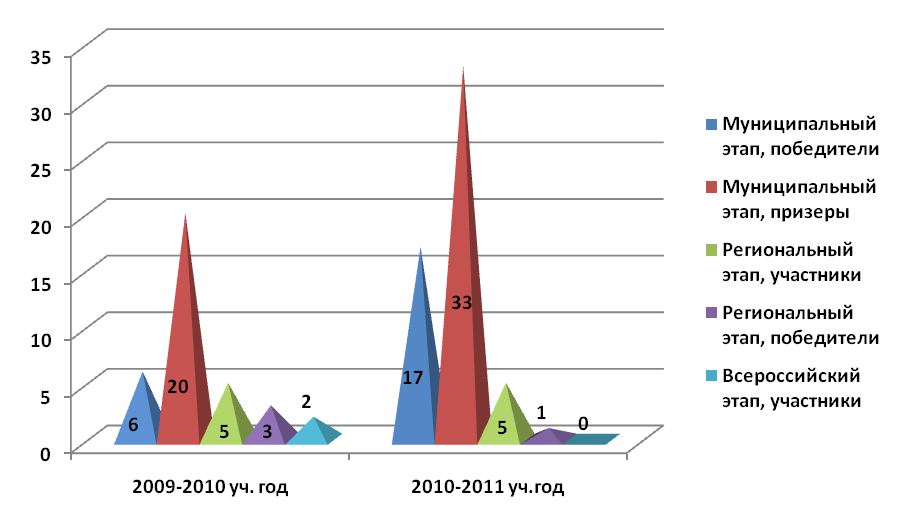 35
30
25
20
15
10
5
0
6
20
5
3
2
17
33
5
1
0
2009-2010 уч. год
2010-2011 уч.год
Муниципальный
этап, победители
Муниципальный
этап, призеры
Региональный
этап, участники
Региональный
этап, победители
Всероссийский
этап, участники